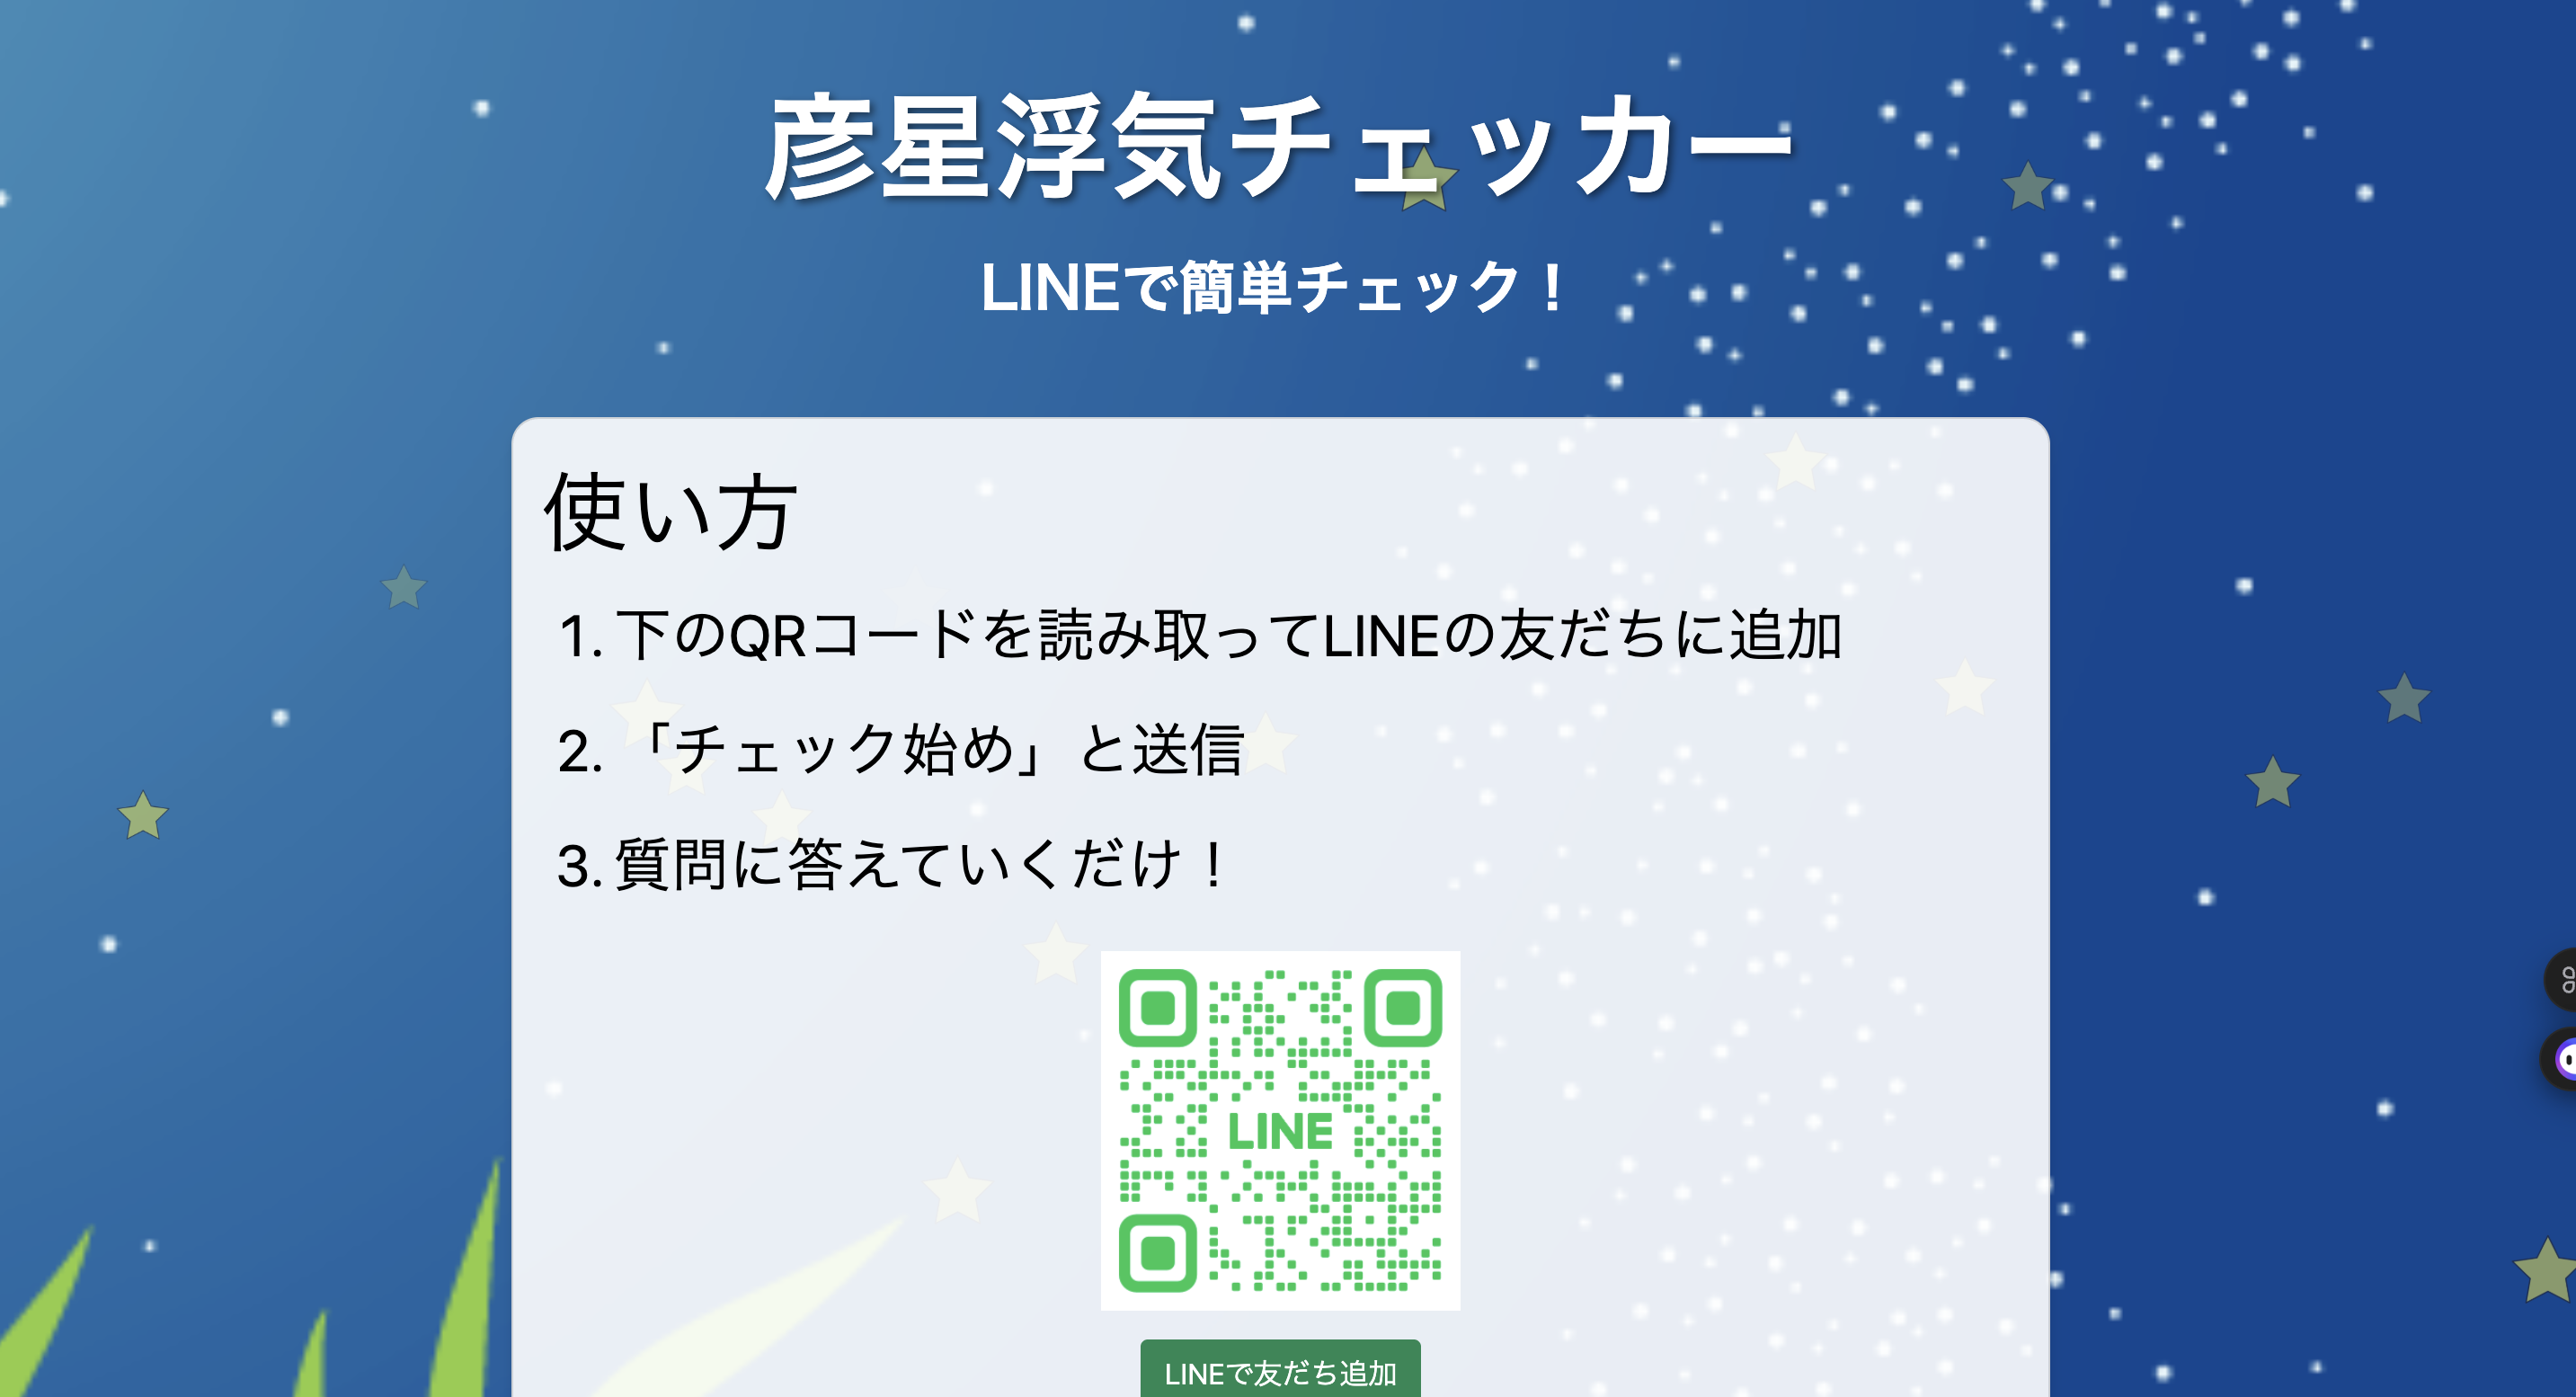 彦星浮気チェッカー
LINEで簡単チェック！
使い方
1. 下のQRコードを読み取ってLINEの友だちに追加
2. 「チェック始め」と送信
3. 質問に答えていくだけ！
LINE
LINEで友だち追加